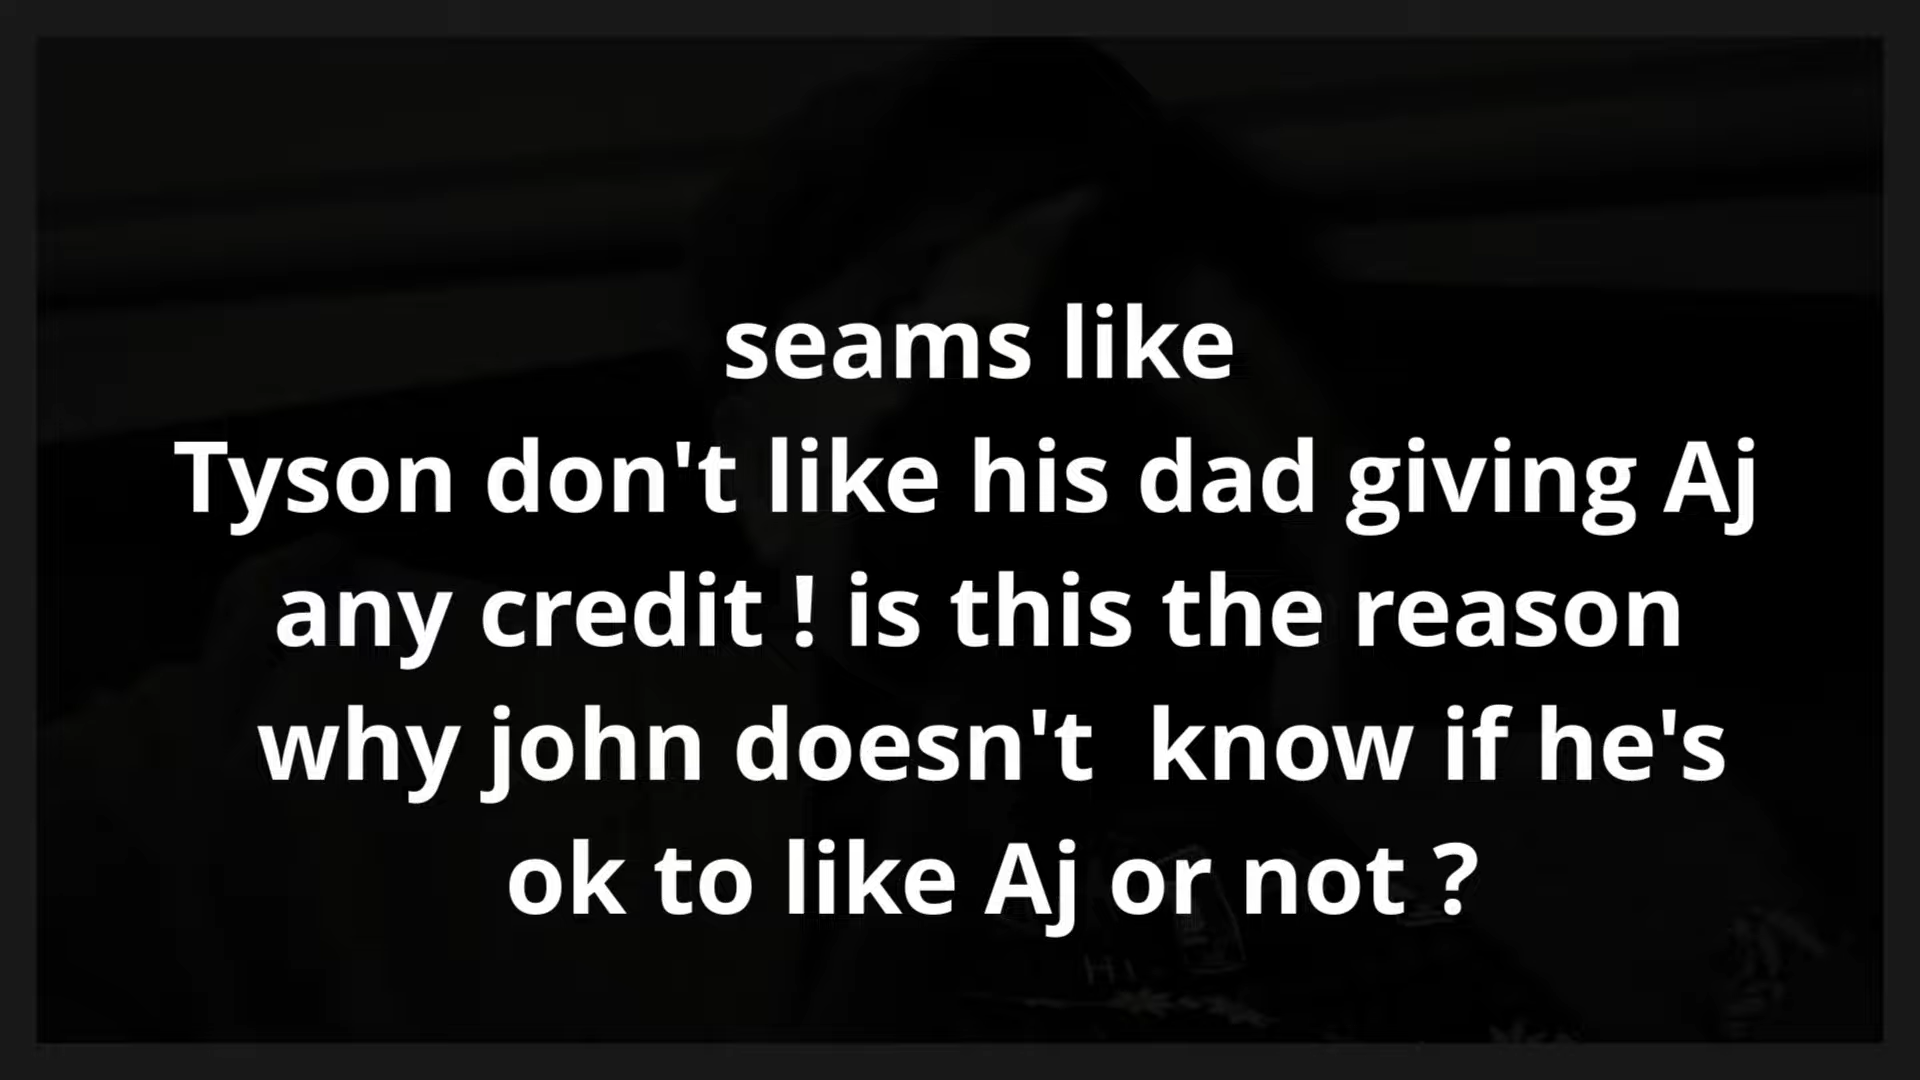 seams like
Tyson don't like his dad giving Aj
any credit ! is this the reason
why john doesn't  know if he's
ok to like Aj or not ?